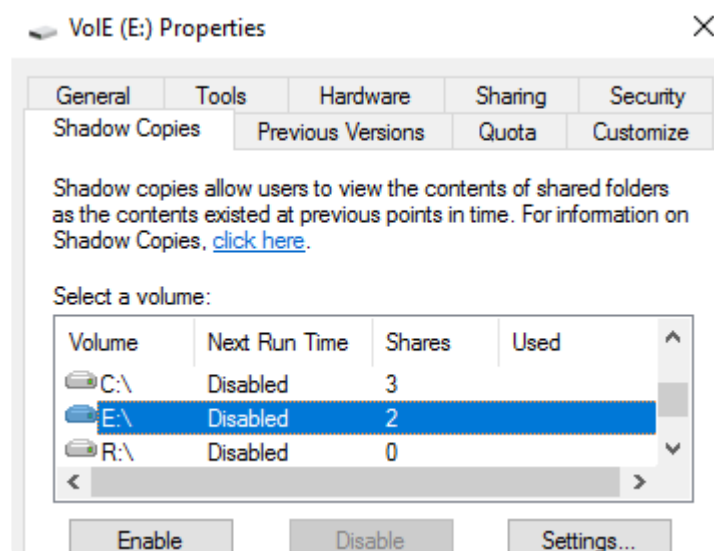 VolE (E:) Properties
General Tools Hardware Sharing Security
Shadow Copies Previous Versions Quota Customize
Shadow copies allow users to view the contents of shared folders
as the contents existed at previous points in time. For information on
Shadow Copies, click here.
Select a volume:
Volume Next Run Time Shares Used
C:\ Disabled 3
E:\ Disabled 2
R:\ Disabled 0
Enable Disable Settings...